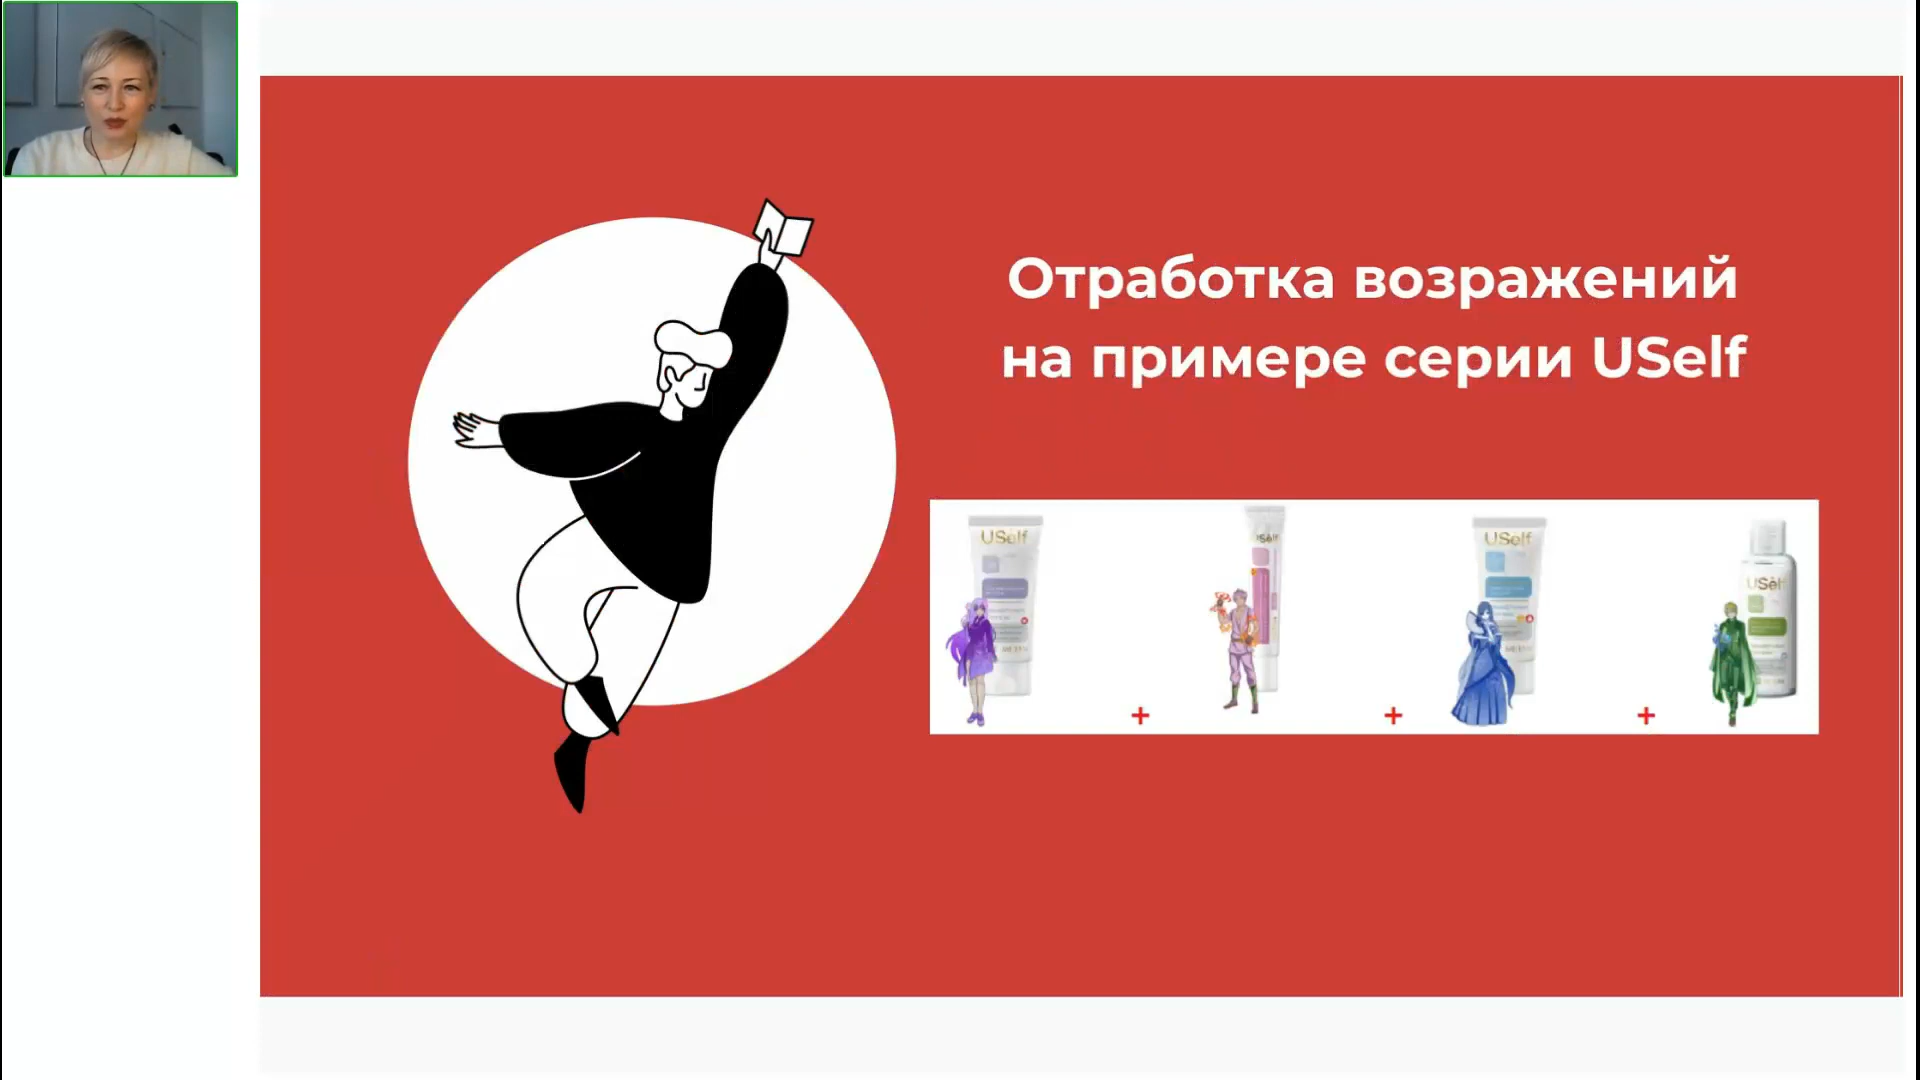 Отработка возражений
на примере серии USelf
USelf
USelf
USelf
USelf
+
+
+